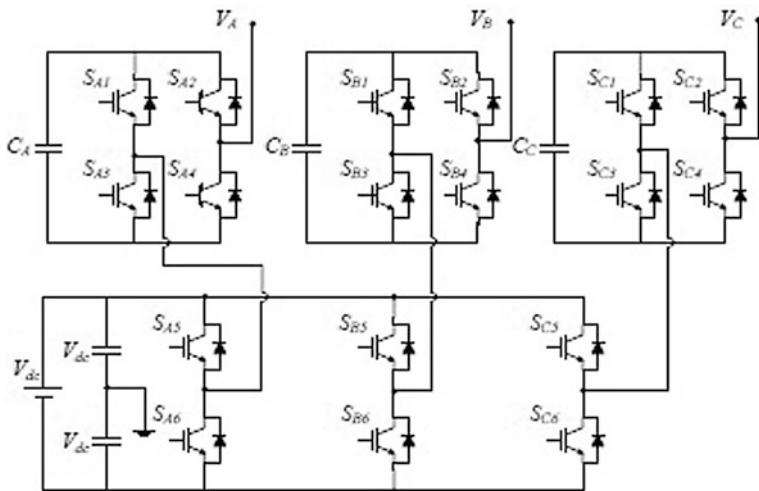 V_A
V_B
V_C
S_A1 S_A2
S_B1 S_B2
S_C1 S_C2
C_A
C_B
C_C
S_A3 S_A4
S_B3 S_B4
S_C3 S_C4
S_A5
S_B5
S_C5
V_dc
V_dc
V_dc
S_A6
S_B6
S_C6